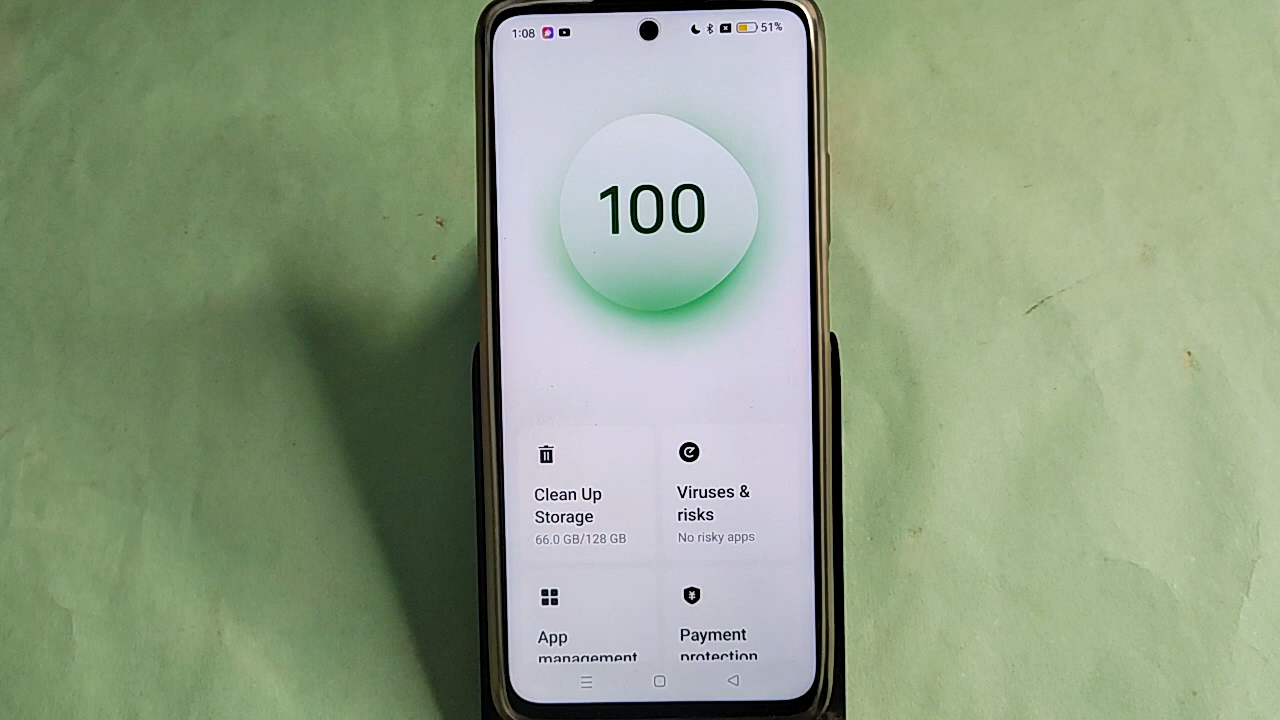 1:08
51%
100
Clean Up
Storage
66.0 GB/128 GB
Viruses &
risks
No risky apps
App
management
Payment
protection